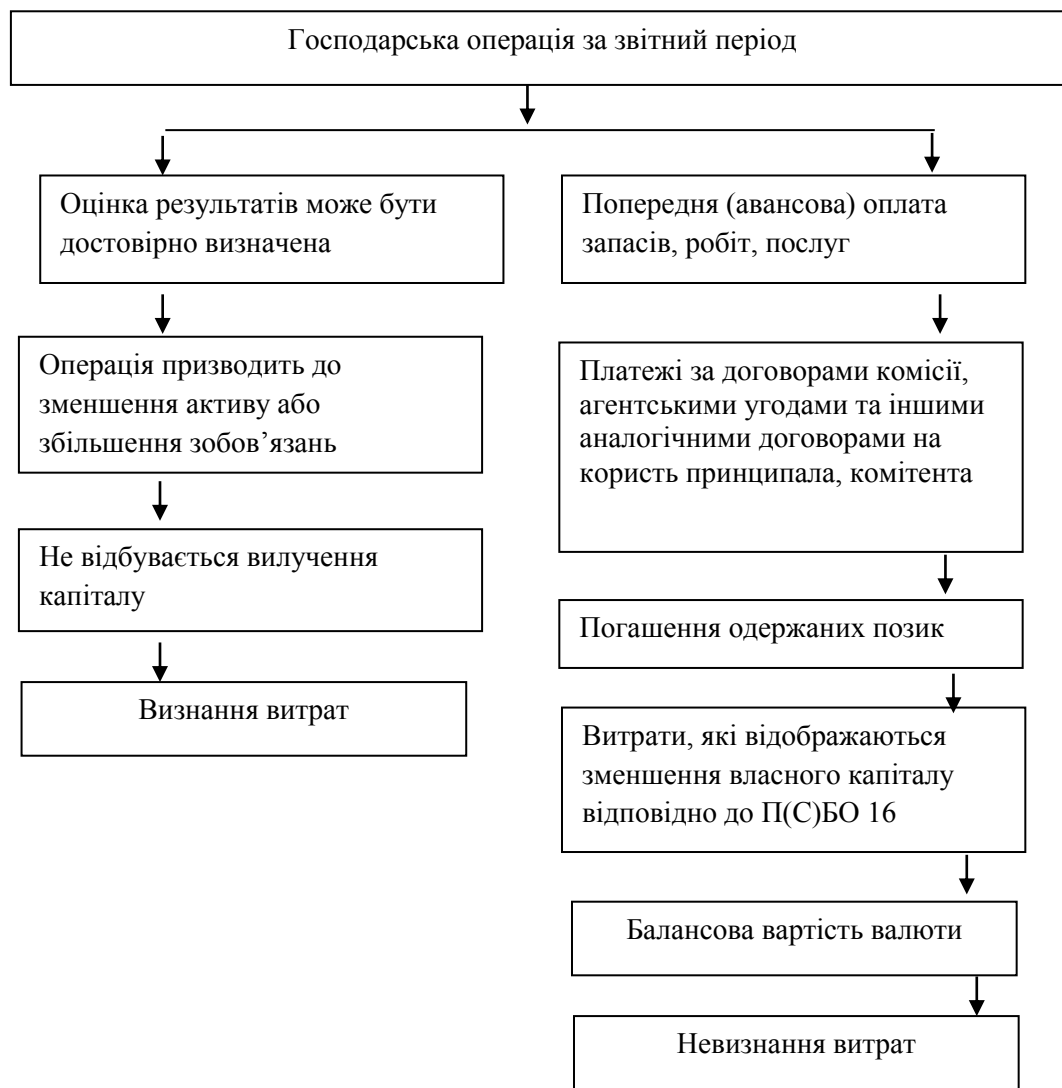 Господарська операція за звітний період
Оцінка результатів може бути
достовірно визначена
Операція призводить до
зменшення активу або
збільшення зобов’язань
Не відбувається вилучення
капіталу
Визнання витрат
Попередня (авансова) оплата
запасів, робіт, послуг
Платежі за договорами комісії,
агентськими угодами та іншими
аналогічними договорами на
користь принципала, комітента
Погашення одержаних позик
Витрати, які відображаються
зменшення власного капіталу
відповідно до П(С)БО 16
Балансова вартість валюти
Невизнання витрат